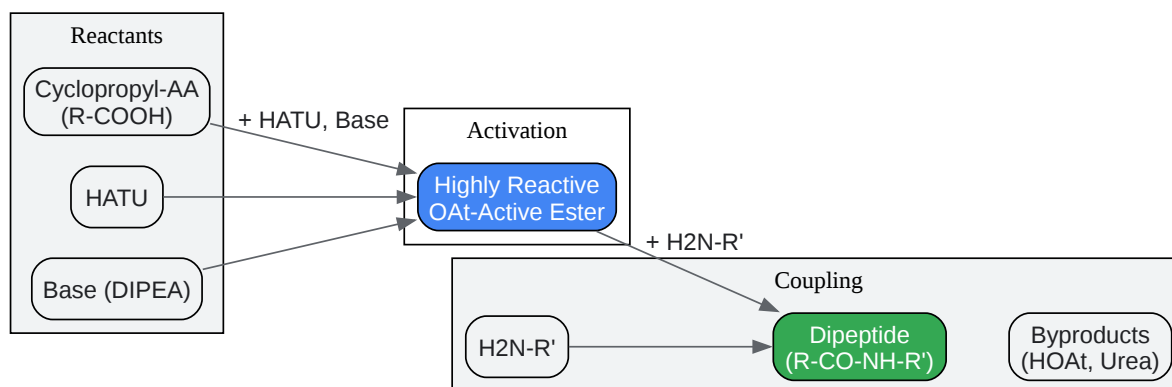 Reactants
Cyclopropyl-AA
(R-COOH)
+ HATU, Base
HATU
Base (DIPEA)
Activation
Highly Reactive
OAt-Active Ester
+ H2N-R'
Coupling
H2N-R'
Dipeptide
(R-CO-NH-R')
Byproducts
(HOAt, Urea)